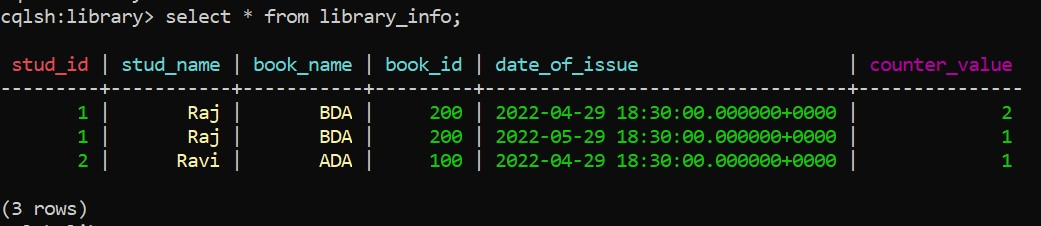 cqlsh:library> select * from library_info;
stud_id | stud_name | book_name | book_id | date_of_issue | counter_value
---------+-----------+-----------+---------+---------------------------------+---------------
1 | Raj | BDA | 200 | 2022-04-29 18:30:00.000000+0000 | 2
1 | Raj | BDA | 200 | 2022-05-29 18:30:00.000000+0000 | 1
2 | Ravi | ADA | 100 | 2022-04-29 18:30:00.000000+0000 | 1
(3 rows)